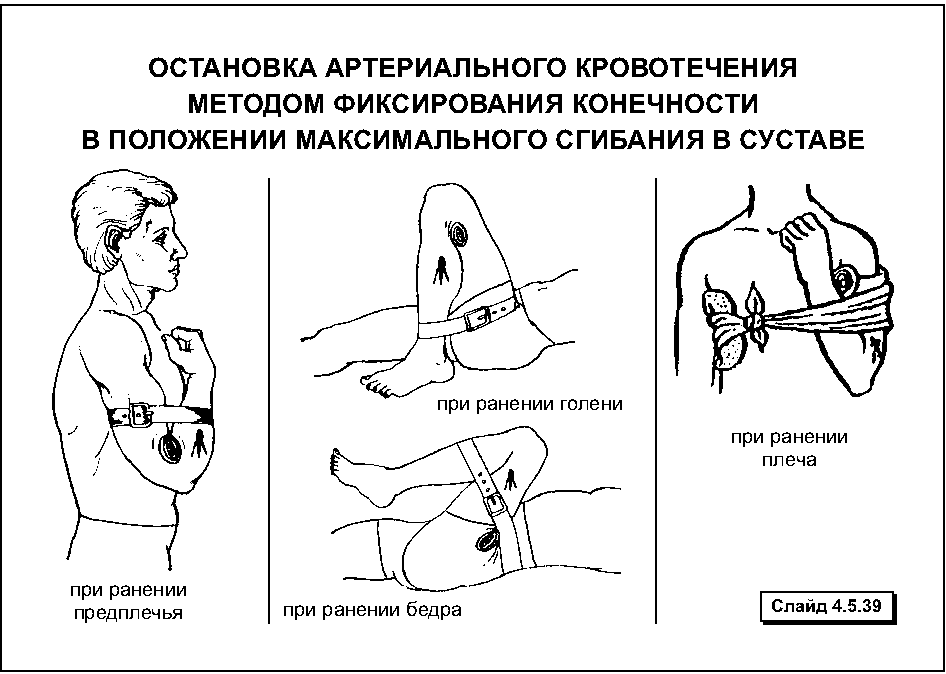 ОСТАНОВКА АРТЕРИАЛЬНОГО КРОВОТЕЧЕНИЯ
МЕТОДОМ ФИКСИРОВАНИЯ КОНЕЧНОСТИ
В ПОЛОЖЕНИИ МАКСИМАЛЬНОГО СГИБАНИЯ В СУСТАВЕ
при ранении
предплечья
при ранении голени
при ранении бедра
при ранении
плеча
Слайд 4.5.39